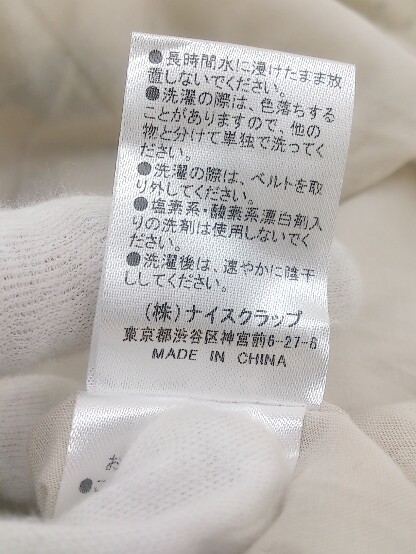 ●長時間水に浸けたまま放
置しないでください。
●洗濯の際は、色落ちする
ことがありますので、他の
物と分けて単独で洗ってく
ださい。
●洗濯の際は、ベルトを取
り外してください。
●塩素系・酸素系漂白剤入
りの洗剤は使用しないでく
ださい。
●洗濯後は、速やかに陰干
ししてください。
(株)ナイスクラップ
東京都渋谷区神宮前6-27-8
MADE IN CHINA
お
●こ